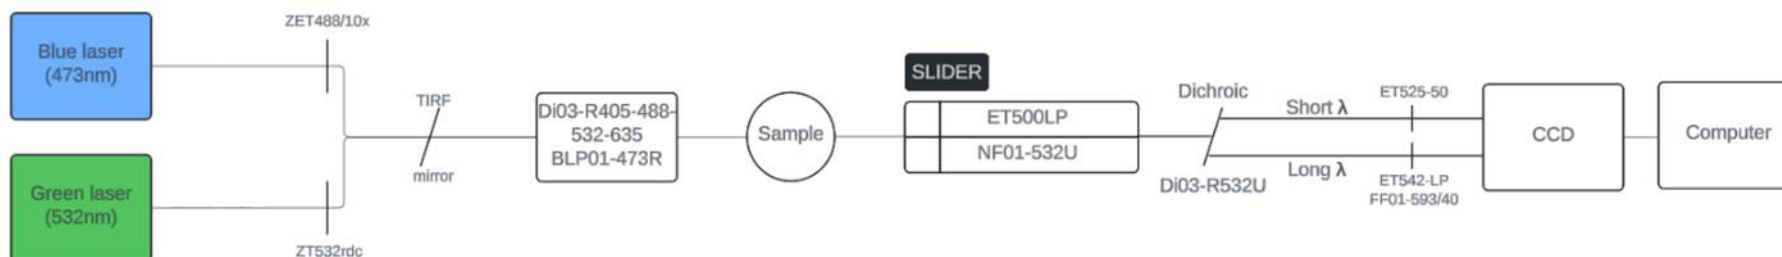 Blue laser
(473nm)
Green laser
(532nm)
ZET488/10x
ZT532rdc
TIRF
mirror
Di03-R405-488-
532-635
BLP01-473R
Sample
SLIDER
ET500LP
NF01-532U
Dichroic
Di03-R532U
Short λ
Long λ
ET525-50
ET542-LP
FF01-593/40
CCD
Computer